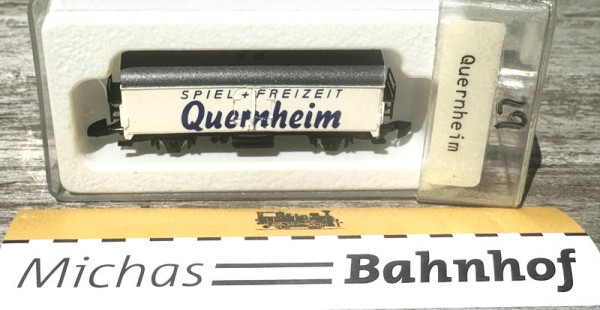 SPIEL + FREIZEIT
Quernheim
Quernheim
Michas Bahnhof